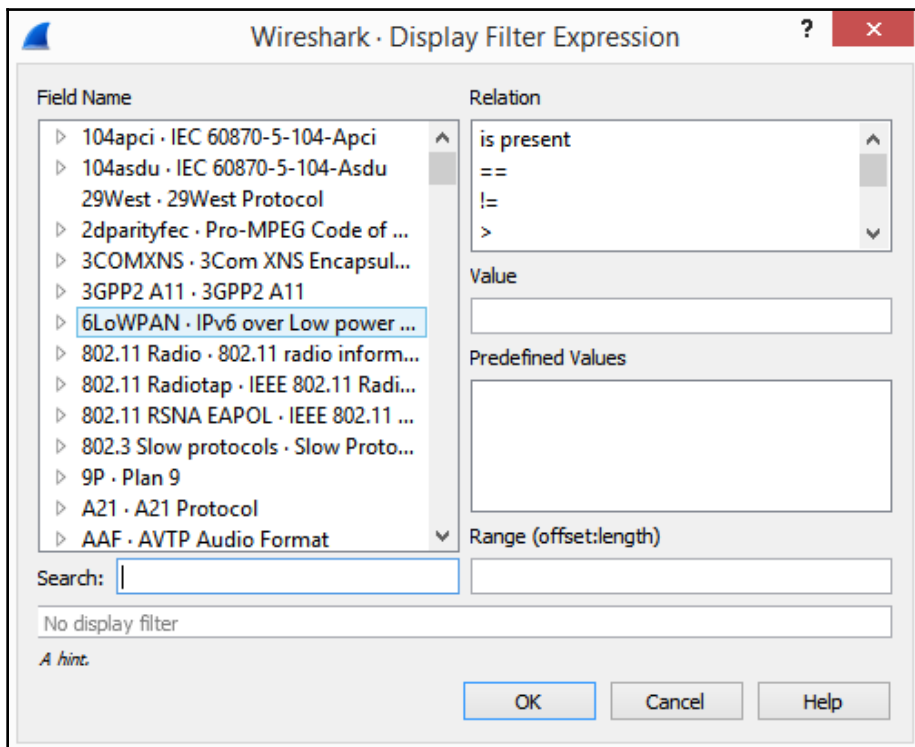 Wireshark · Display Filter Expression
?
×
Field Name
104apci · IEC 60870-5-104-Apci
104asdu · IEC 60870-5-104-Asdu
29West · 29West Protocol
2dparityfec · Pro-MPEG Code of ...
3COMXNS · 3Com XNS Encapsul...
3GPP2 A11 · 3GPP2 A11
6LoWPAN · IPv6 over Low power ...
802.11 Radio · 802.11 radio inform...
802.11 Radiotap · IEEE 802.11 Radi...
802.11 RSNA EAPOL · IEEE 802.11 ...
802.3 Slow protocols · Slow Proto...
9P · Plan 9
A21 · A21 Protocol
AAF · AVTP Audio Format
Search:
Relation
is present
==
!=
>
Value
Predefined Values
Range (offset:length)
No display filter
A hint.
OK
Cancel
Help